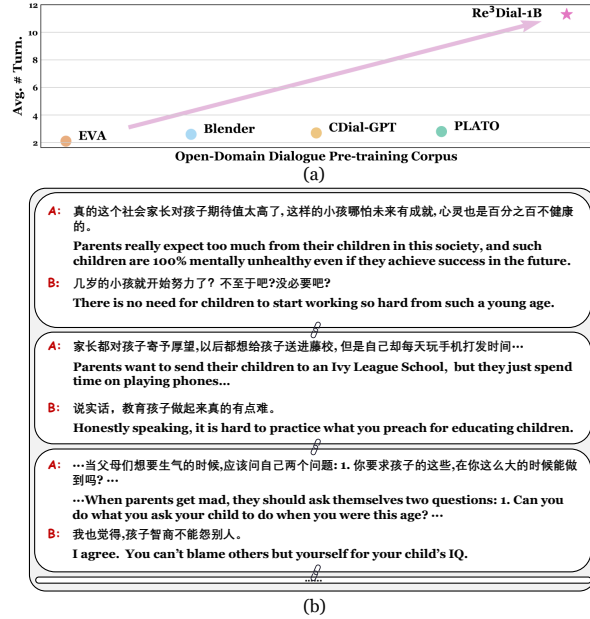 12
10
8
6
4
2
Avg. # Turn.
Re³Dial-1B
EVA
Blender
CDial-GPT
PLATO
Open-Domain Dialogue Pre-training Corpus
(a)
A: 真的这个社会家长对孩子期待值太高了, 这样的小孩哪怕未来有成就, 心灵也是百分之百不健康
的。
Parents really expect too much from their children in this society, and such
children are 100% mentally unhealthy even if they achieve success in the future.
B: 几岁的小孩就开始努力了？不至于吧?没必要吧?
There is no need for children to start working so hard from such a young age.
A: 家长都对孩子寄予厚望,以后都想给孩子送进藤校, 但是自己却每天玩手机打发时间…
Parents want to send their children to an Ivy League School, but they just spend
time on playing phones...
B: 说实话，教育孩子做起来真的有点难。
Honestly speaking, it is hard to practice what you preach for educating children.
A: …当父母们想要生气的时候,应该问自己两个问题: 1. 你要求孩子的这些,在你这么大的时候能做
到吗? …
…When parents get mad, they should ask themselves two questions: 1. Can you
do what you ask your child to do when you were this age? …
B: 我也觉得,孩子智商不能怨别人。
I agree. You can't blame others but yourself for your child's IQ.
......
(b)